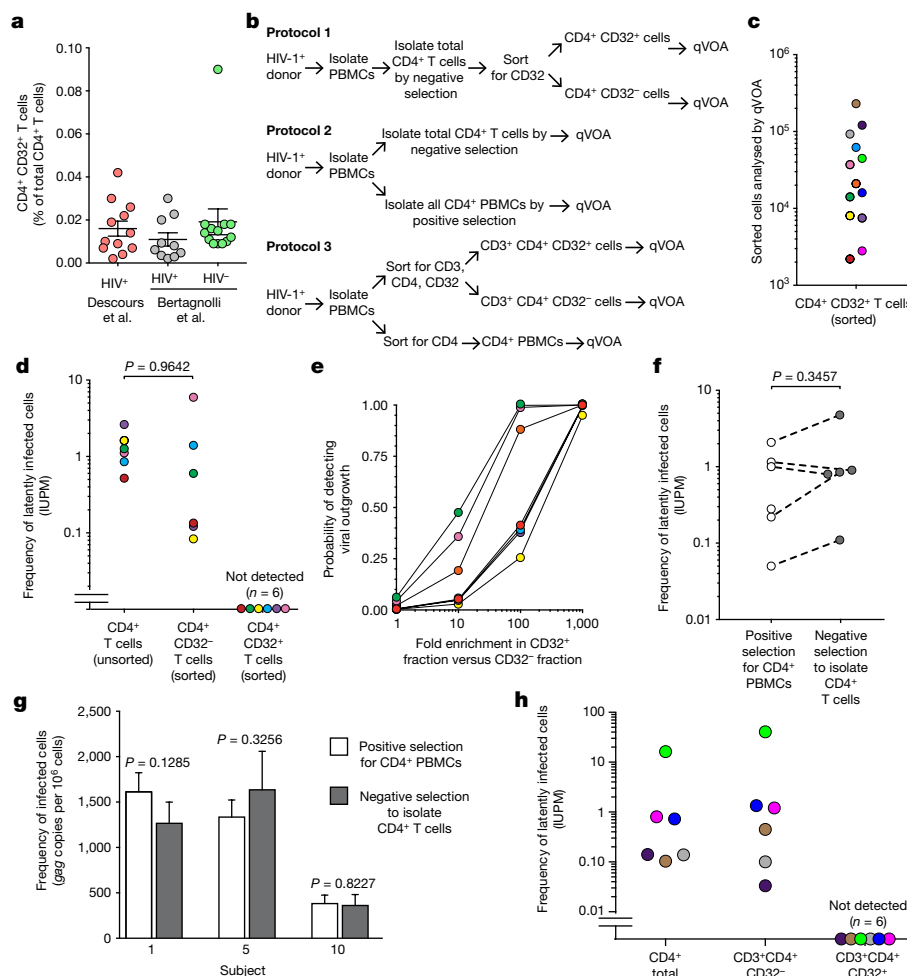 a
CD4+ CD32+ T cells
(% of total CD4+ T cells)
0.10
0.08
0.06
0.04
0.02
0.00
HIV+
HIV+
HIV−
Descours
et al.
Bertagnolli
et al.
b
Protocol 1
HIV-1+
donor
Isolate
PBMCs
Isolate total
CD4+ T cells
by negative
selection
Sort
for CD32
CD4+ CD32+ cells
qVOA
CD4+ CD32− cells
qVOA
Protocol 2
HIV-1+
donor
Isolate
PBMCs
Isolate total CD4+ T cells by
negative selection
qVOA
Isolate all CD4+ PBMCs by
positive selection
qVOA
Protocol 3
HIV-1+
donor
Isolate
PBMCs
Sort for CD3,
CD4, CD32
CD3+ CD4+ CD32+ cells
qVOA
CD3+ CD4+ CD32− cells
qVOA
Sort for CD4
CD4+ PBMCs
qVOA
c
Sorted cells analysed by qVOA
10⁶
10⁵
10⁴
10³
CD4+ CD32+ T cells
(sorted)
d
P = 0.9642
Frequency of latently infected cells
(IUPM)
10
1
0.1
Not detected
(n = 6)
CD4+
T cells
(unsorted)
CD4+
CD32−
T cells
(sorted)
CD4+
CD32+
T cells
(sorted)
e
Probability of detecting
viral outgrowth
1.00
0.75
0.50
0.25
0.00
1
10
100
1,000
Fold enrichment in CD32+
fraction versus CD32− fraction
f
P = 0.3457
Frequency of latently infected cells
(IUPM)
10
1
0.1
0.01
Positive
selection
for CD4+
PBMCs
Negative
selection
to isolate
CD4+
T cells
g
Frequency of infected cells
(gag copies per 10⁶ cells)
2,500
2,000
1,500
1,000
500
0
P = 0.1285
P = 0.3256
P = 0.8227
Positive selection
for CD4+ PBMCs
Negative selection
to isolate
CD4+ T cells
1
5
10
Subject
h
Frequency of latently infected cells
(IUPM)
100
10
1
0.10
0.01
Not detected
(n = 6)
CD4+
total
CD3+CD4+
CD32−
CD3+CD4+
CD32+